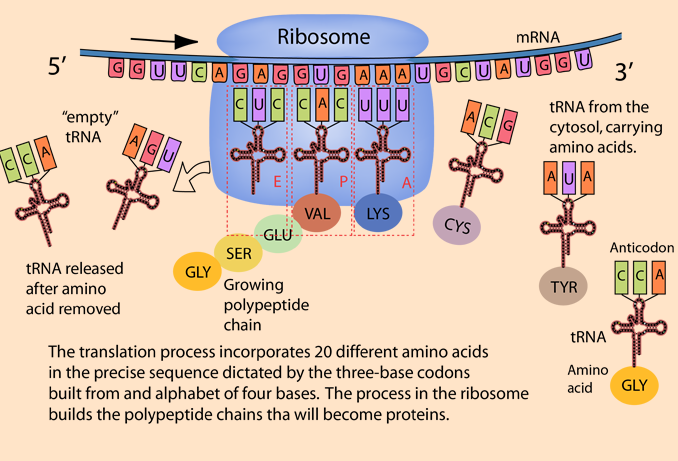 Ribosome
mRNA
5’
G G U U C A G A G G U G A A A U G C U A U G G U
3’
“empty”
tRNA
C U C
C A C
U U U
A C G
tRNA from the
cytosol, carrying
amino acids.
C C A
A G U
A U A
E
P
A
VAL
LYS
CYS
GLU
SER
GLY
TYR
Anticodon
C C A
tRNA
Amino
acid
GLY
tRNA released
after amino
acid removed
Growing
polypeptide
chain
The translation process incorporates 20 different amino acids
in the precise sequence dictated by the three-base codons
built from and alphabet of four bases. The process in the ribosome
builds the polypeptide chains tha will become proteins.